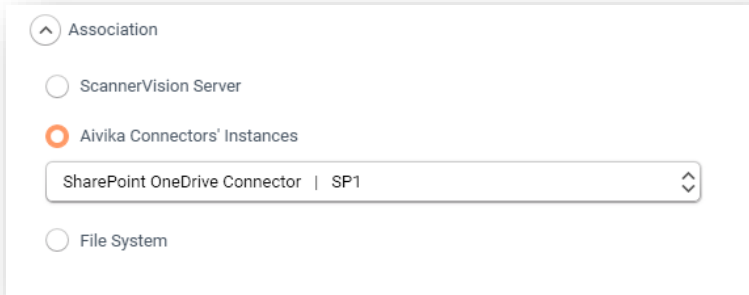 Association
ScannerVision Server
Aivika Connectors' Instances
SharePoint OneDrive Connector | SP1
File System